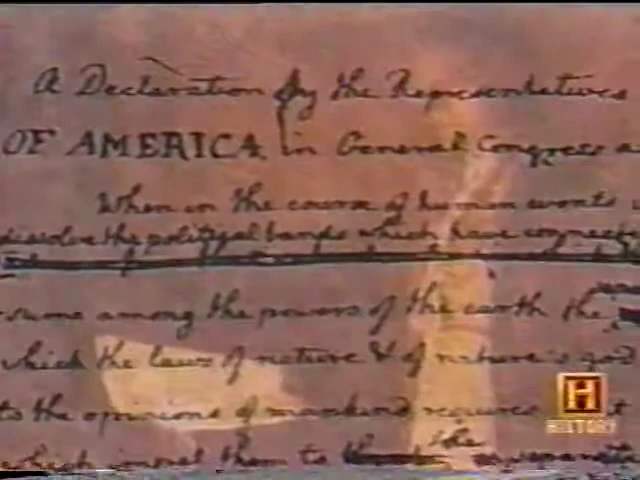 A Declaration by the Representatives
OF AMERICA, in General Congress as
When in the course of human events
dissolve the political bands which have connected
-sume among the powers of the earth the
which the laws of nature & of nature's god
to the opinions of mankind requires
which impel them to the
H
HISTORY